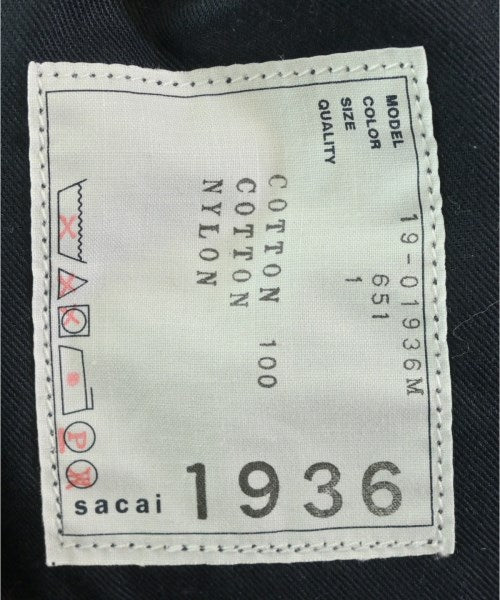 MODEL 19-01936M
COLOR 651
SIZE 1
QUALITY
COTTON 100
COTTON
NYLON
P
sacai 1936